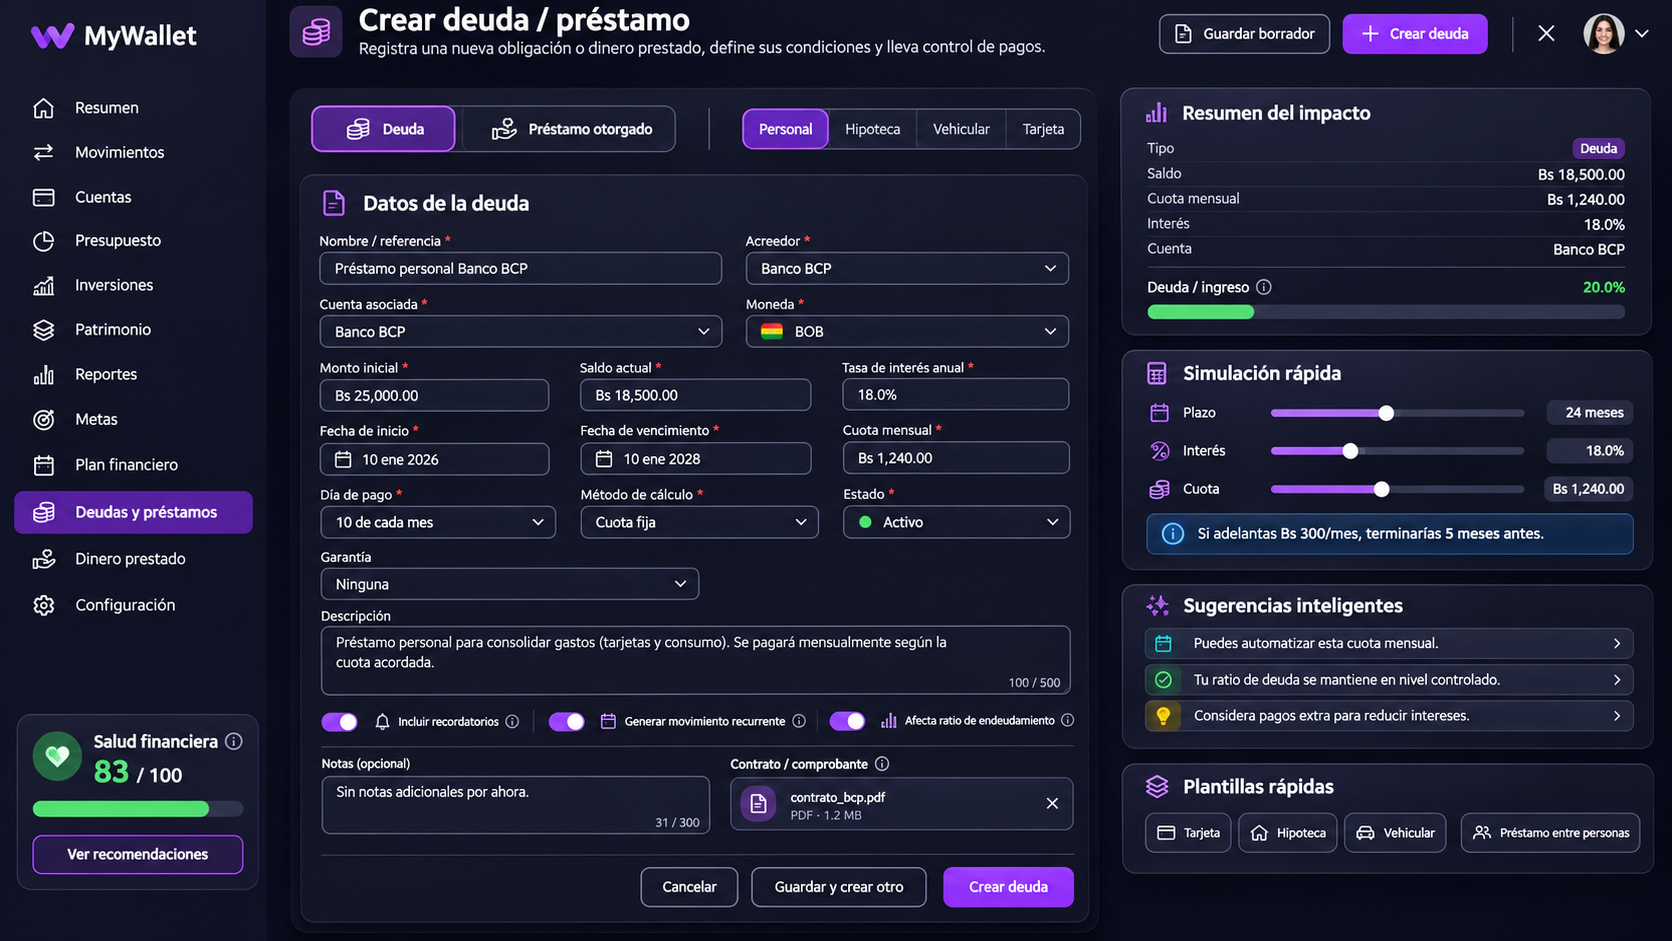 MyWallet
Resumen
Movimientos
Cuentas
Presupuesto
Inversiones
Patrimonio
Reportes
Metas
Plan financiero
Deudas y préstamos
Dinero prestado
Configuración
Salud financiera
83 / 100
Ver recomendaciones
Crear deuda / préstamo
Registra una nueva obligación o dinero prestado, define sus condiciones y lleva control de pagos.
Guardar borrador
Crear deuda
Deuda
Préstamo otorgado
Personal
Hipoteca
Vehicular
Tarjeta
Datos de la deuda
Nombre / referencia *
Préstamo personal Banco BCP
Acreedor *
Banco BCP
Cuenta asociada *
Banco BCP
Moneda *
BOB
Monto inicial *
Bs 25,000.00
Saldo actual *
Bs 18,500.00
Tasa de interés anual *
18.0%
Fecha de inicio *
10 ene 2026
Fecha de vencimiento *
10 ene 2028
Cuota mensual *
Bs 1,240.00
Día de pago *
10 de cada mes
Método de cálculo *
Cuota fija
Estado *
Activo
Garantía
Ninguna
Descripción
Préstamo personal para consolidar gastos (tarjetas y consumo). Se pagará mensualmente según la
cuota acordada.
100 / 500
Incluir recordatorios
Generar movimiento recurrente
Afecta ratio de endeudamiento
Notas (opcional)
Sin notas adicionales por ahora.
31 / 300
Contrato / comprobante
contrato_bcp.pdf
PDF · 1.2 MB
Cancelar
Guardar y crear otro
Crear deuda
Resumen del impacto
Tipo
Deuda
Saldo
Bs 18,500.00
Cuota mensual
Bs 1,240.00
Interés
18.0%
Cuenta
Banco BCP
Deuda / ingreso
20.0%
Simulación rápida
Plazo
24 meses
Interés
18.0%
Cuota
Bs 1,240.00
Si adelantas Bs 300/mes, terminarías 5 meses antes.
Sugerencias inteligentes
Puedes automatizar esta cuota mensual.
Tu ratio de deuda se mantiene en nivel controlado.
Considera pagos extra para reducir intereses.
Plantillas rápidas
Tarjeta
Hipoteca
Vehicular
Préstamo entre personas